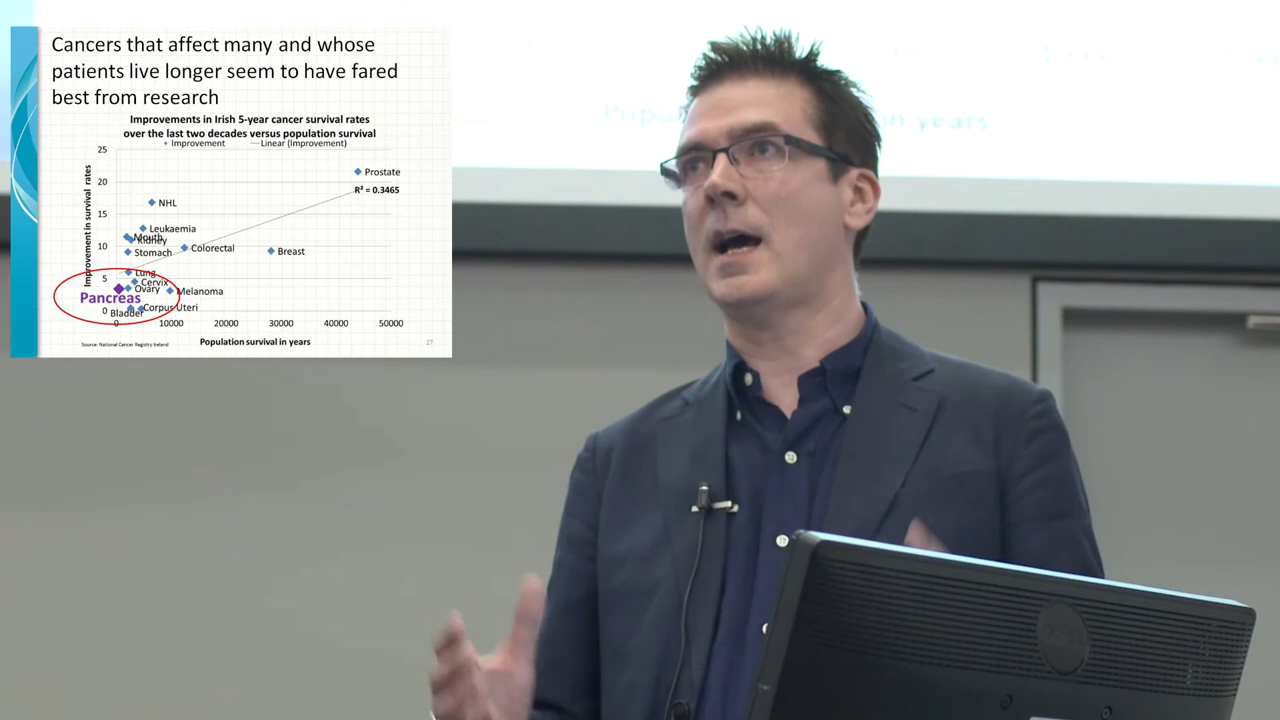 Cancers that affect many and whose
patients live longer seem to have fared
best from research
Improvements in Irish 5-year cancer survival rates
over the last two decades versus population survival
Improvement Linear (Improvement)
Improvement in survival rates
25
20
15
10
5
0
Prostate
R² = 0.3465
NHL
Leukaemia
Mouth
Kidney
Colorectal
Stomach
Breast
Lung
Cervix
Ovary
Melanoma
Pancreas
Corpus Uteri
Bladder
0 10000 20000 30000 40000 50000
Population survival in years
Source: National Cancer Registry Ireland
27
in years
DELL